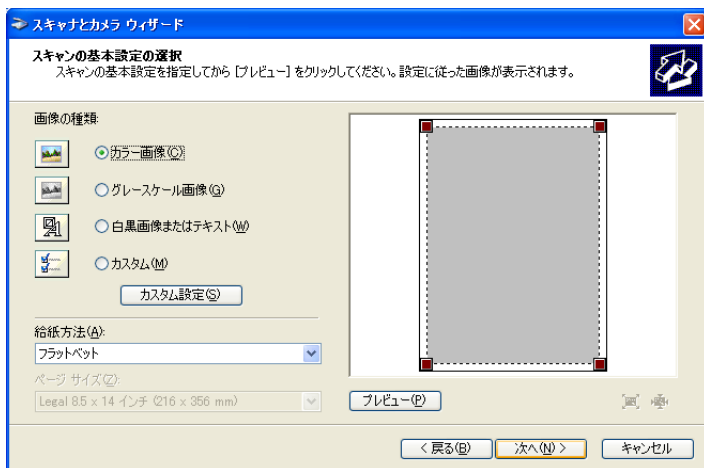 スキャナとカメラ ウィザード
スキャンの基本設定の選択
スキャンの基本設定を指定してから [プレビュー] をクリックしてください。設定に従った画像が表示されます。
画像の種類:
カラー画像(C)
グレースケール画像(G)
白黒画像またはテキスト(W)
カスタム(M)
カスタム設定(S)
給紙方法(A):
フラットベット
ページ サイズ(Z):
Legal 8.5 x 14 インチ (216 x 356 mm)
プレビュー(P)
< 戻る(B)
次へ(N) >
キャンセル